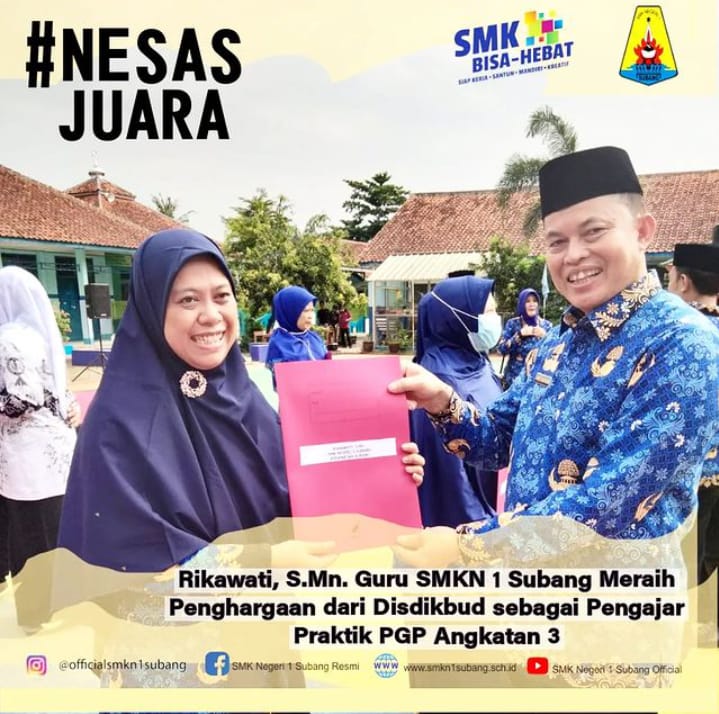 #NESAS
JUARA
SMK
BISA-HEBAT
SIAP KERJA • SANTUN • MANDIRI • KREATIF
SUBANG
Rikawati, S.Mn. Guru SMKN 1 Subang Meraih
Penghargaan dari Disdikbud sebagai Pengajar
Praktik PGP Angkatan 3
@officialsmkn1subang
SMK Negeri 1 Subang Resmi
www.smkn1subang.sch.id
SMK Negeri 1 Subang Official